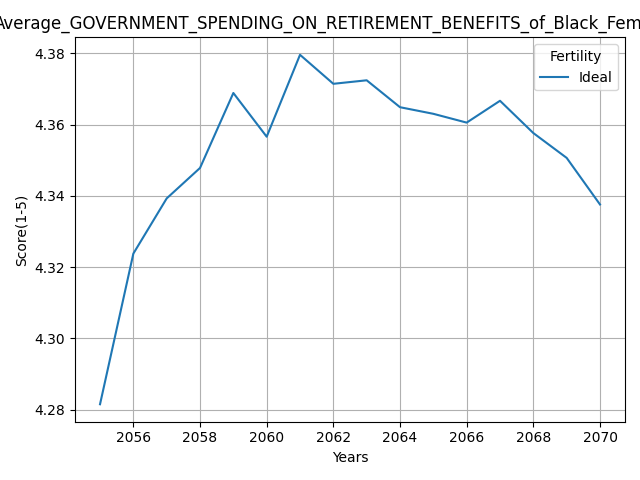 Average_GOVERNMENT_SPENDING_ON_RETIREMENT_BENEFITS_of_Black_Fem
Fertility
Ideal
4.38
4.36
4.34
4.32
4.30
4.28
Score(1-5)
2056 2058 2060 2062 2064 2066 2068 2070
Years